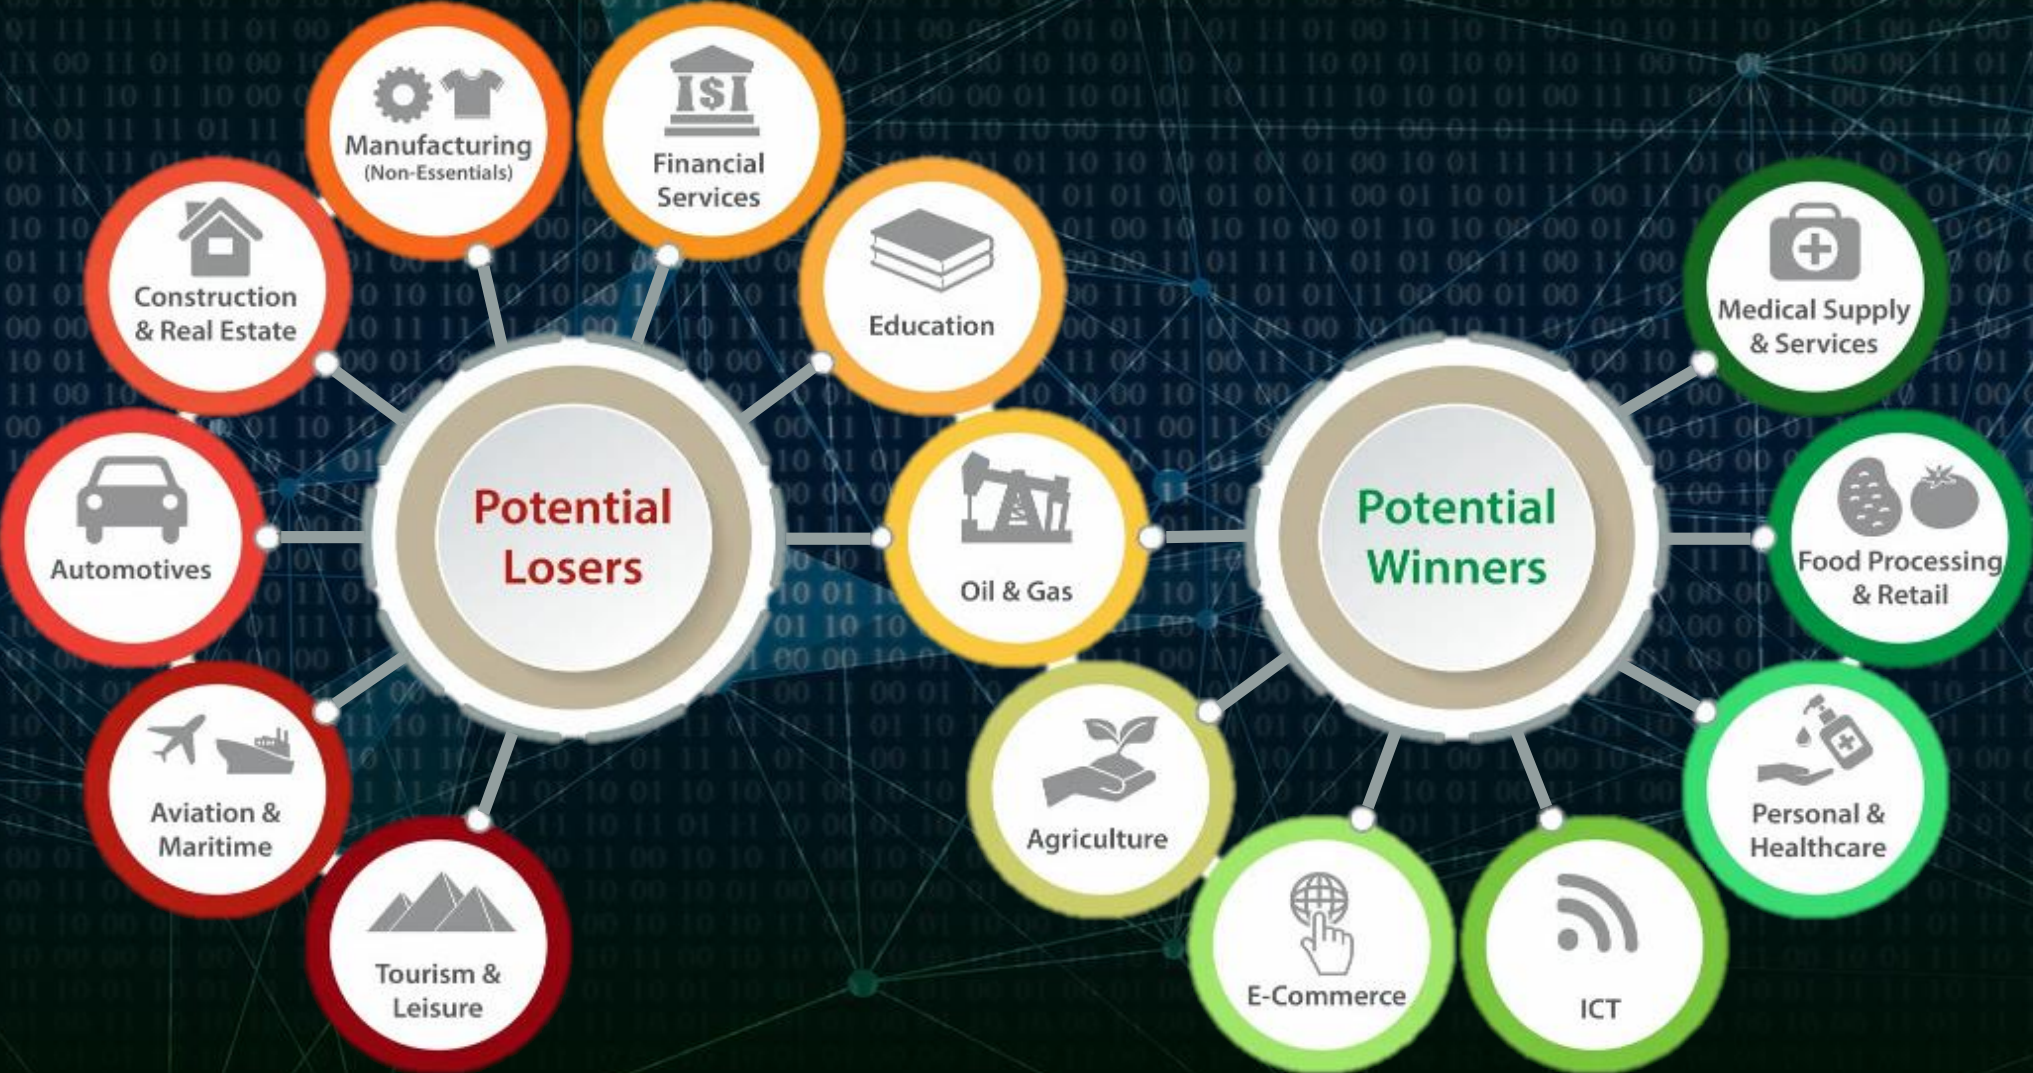 Manufacturing
(Non-Essentials)
Financial
Services
Construction
& Real Estate
Education
Automotives
Potential
Losers
Oil & Gas
Aviation &
Maritime
Tourism &
Leisure
Potential
Winners
Medical Supply
& Services
Food Processing
& Retail
Personal &
Healthcare
Agriculture
E-Commerce
ICT